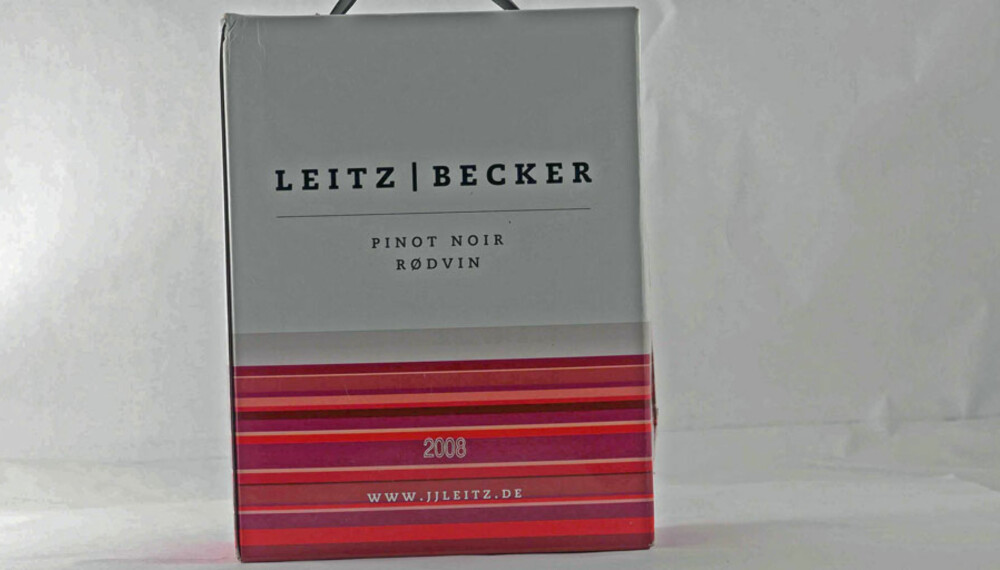 LEITZ | BECKER
PINOT NOIR
RØDVIN
2008
WWW.JJLEITZ.DE